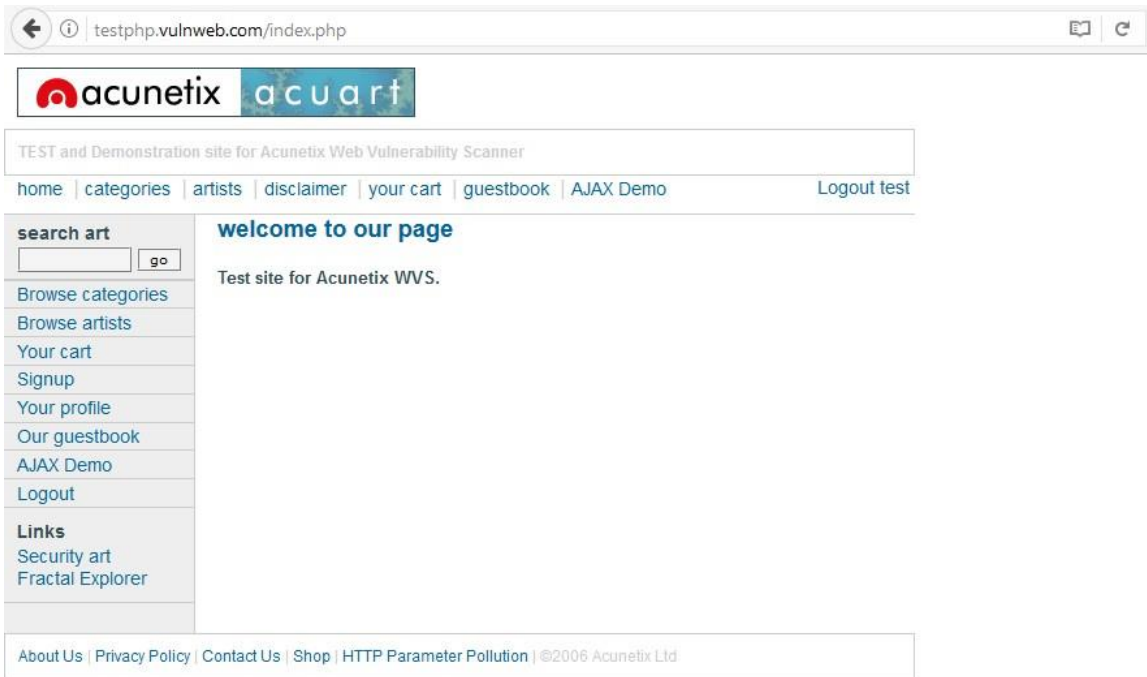 testphp.vulnweb.com/index.php
acunetix acuart
TEST and Demonstration site for Acunetix Web Vulnerability Scanner
home | categories | artists | disclaimer | your cart | guestbook | AJAX Demo
Logout test
search art
go
Browse categories
Browse artists
Your cart
Signup
Your profile
Our guestbook
AJAX Demo
Logout
Links
Security art
Fractal Explorer
welcome to our page
Test site for Acunetix WVS.
About Us | Privacy Policy | Contact Us | Shop | HTTP Parameter Pollution | ©2006 Acunetix Ltd